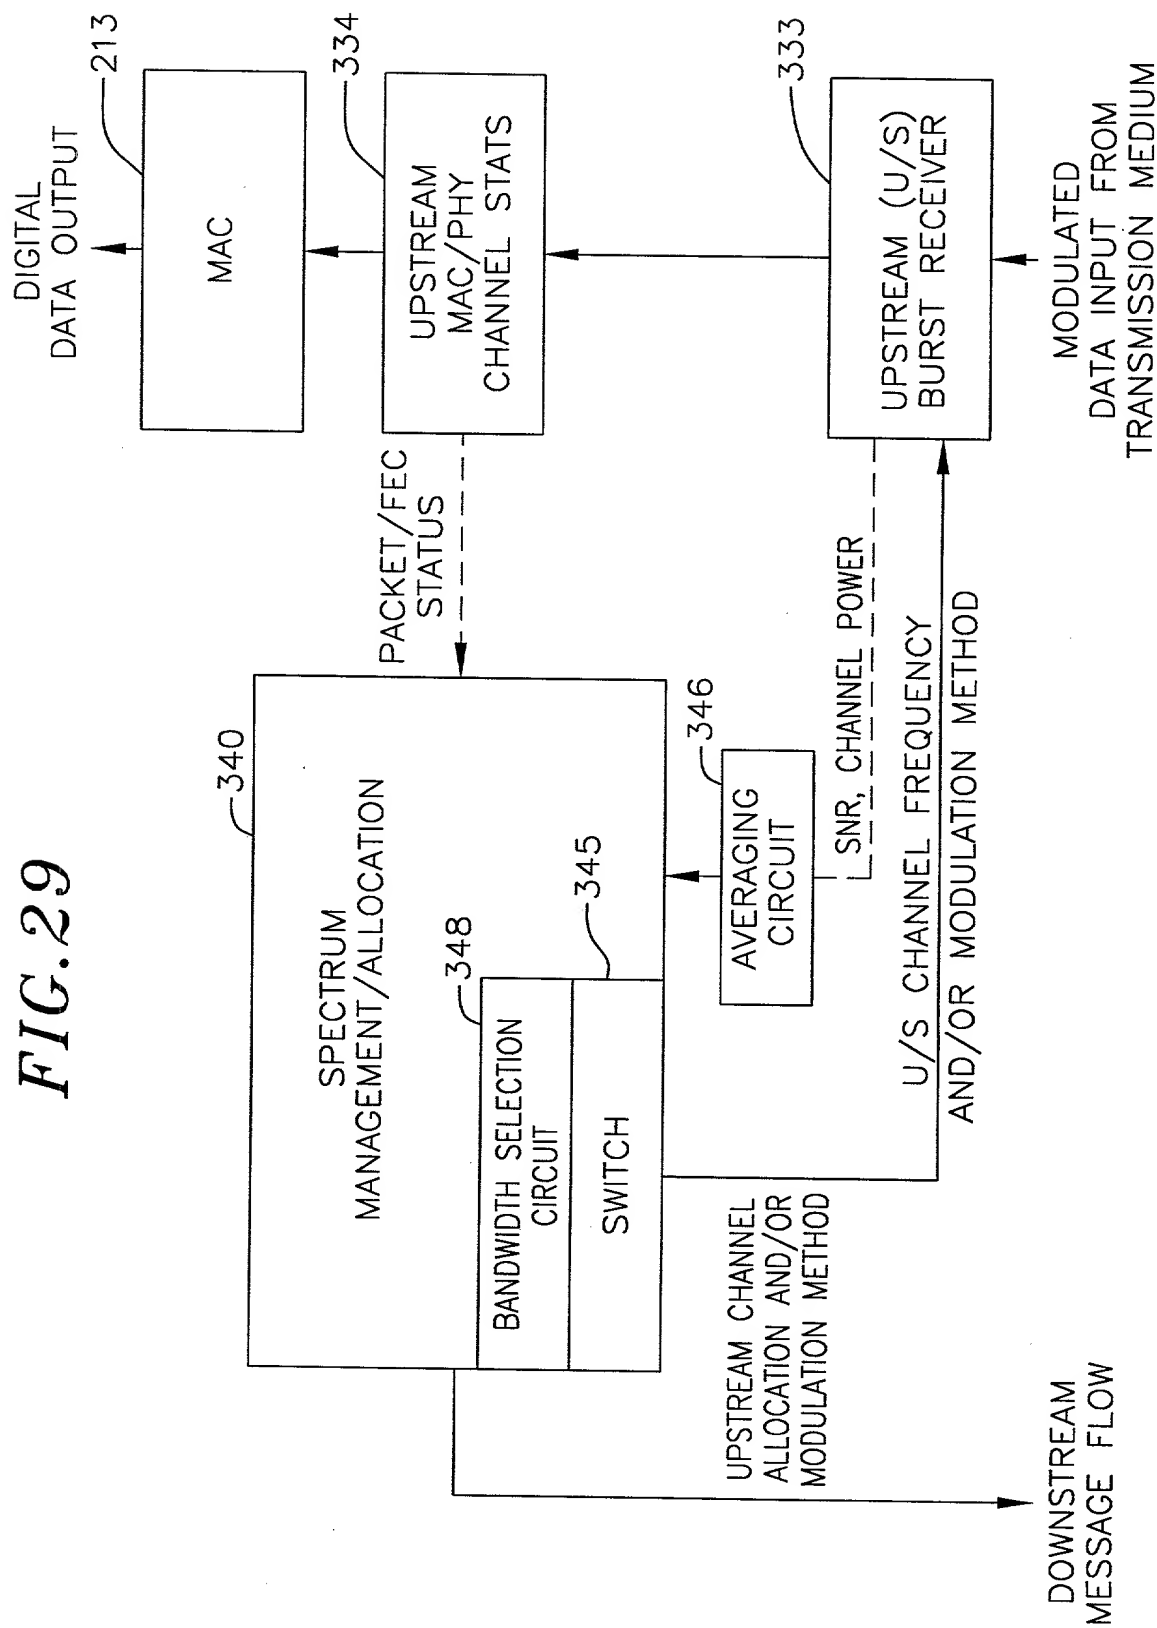 FIG.29
DIGITAL
DATA OUTPUT
213
MAC
334
UPSTREAM
MAC/PHY
CHANNEL STATS
PACKET/FEC
STATUS
340
SPECTRUM
MANAGEMENT/ALLOCATION
348
BANDWIDTH SELECTION
CIRCUIT
345
SWITCH
346
AVERAGING
CIRCUIT
SNR, CHANNEL POWER
333
UPSTREAM (U/S)
BURST RECEIVER
U/S CHANNEL FREQUENCY
AND/OR MODULATION METHOD
MODULATED
DATA INPUT FROM
TRANSMISSION MEDIUM
UPSTREAM CHANNEL
ALLOCATION AND/OR
MODULATION METHOD
DOWNSTREAM
MESSAGE FLOW